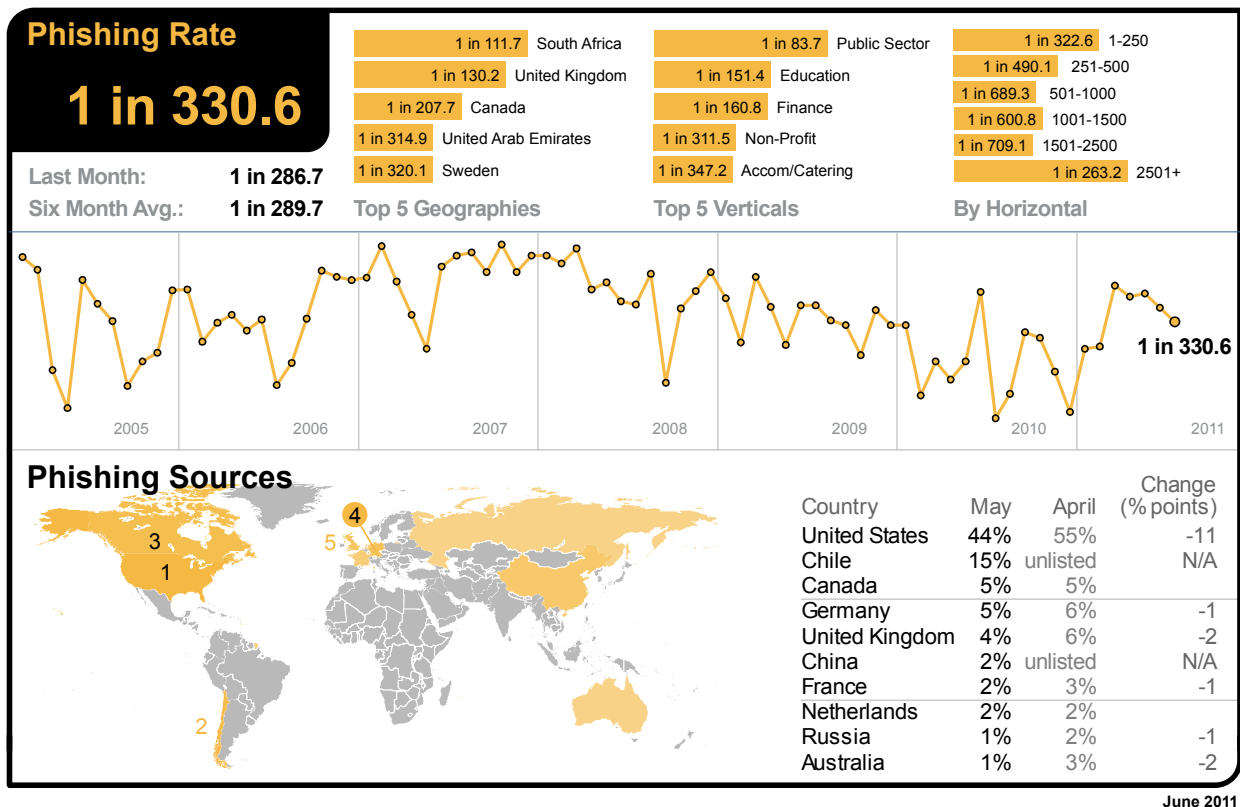 Phishing Rate
1 in 330.6
Last Month: 1 in 286.7
Six Month Avg.: 1 in 289.7
1 in 111.7 South Africa
1 in 130.2 United Kingdom
1 in 207.7 Canada
1 in 314.9 United Arab Emirates
1 in 320.1 Sweden
Top 5 Geographies
1 in 83.7 Public Sector
1 in 151.4 Education
1 in 160.8 Finance
1 in 311.5 Non-Profit
1 in 347.2 Accom/Catering
Top 5 Verticals
1 in 322.6 1-250
1 in 490.1 251-500
1 in 689.3 501-1000
1 in 600.8 1001-1500
1 in 709.1 1501-2500
1 in 263.2 2501+
By Horizontal
1 in 330.6
2005 2006 2007 2008 2009 2010 2011
Phishing Sources
4
5
3
1
2
Change
Country May April (% points)
United States 44% 55% -11
Chile 15% unlisted N/A
Canada 5% 5%
Germany 5% 6% -1
United Kingdom 4% 6% -2
China 2% unlisted N/A
France 2% 3% -1
Netherlands 2% 2%
Russia 1% 2% -1
Australia 1% 3% -2
June 2011